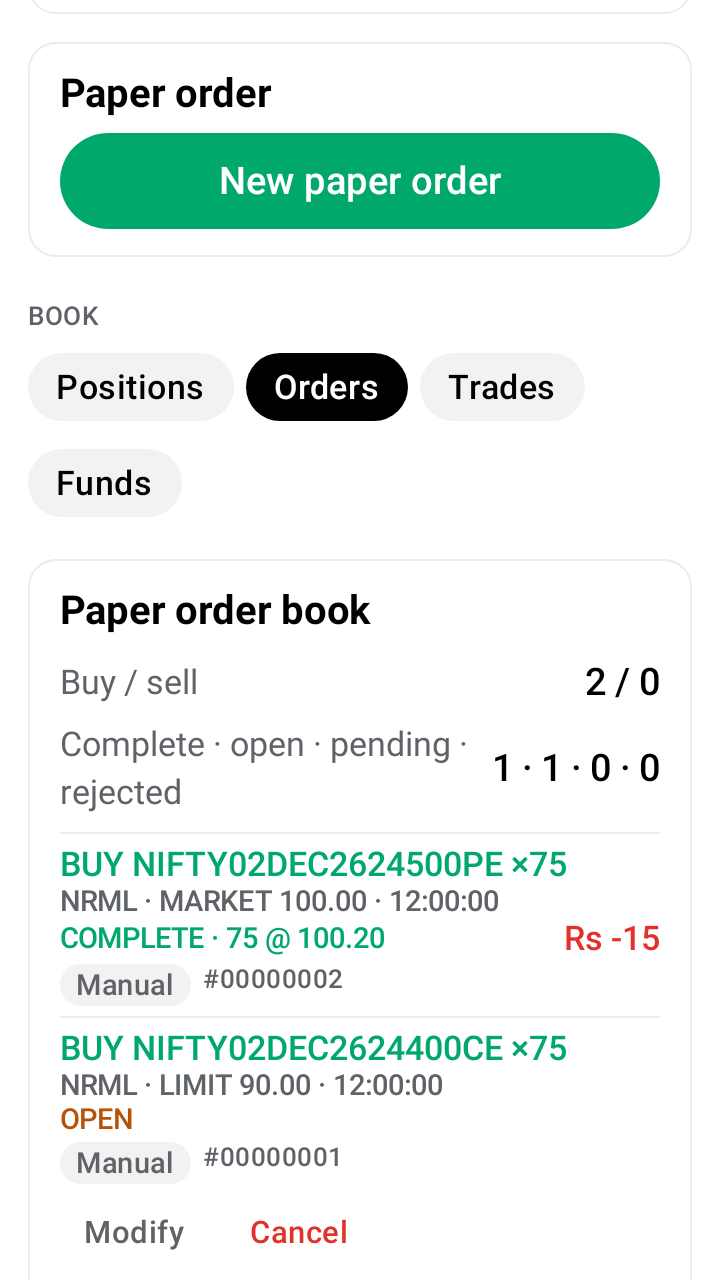 Paper order
New paper order
BOOK
Positions
Orders
Trades
Funds
Paper order book
Buy / sell
2 / 0
Complete · open · pending ·
rejected
1 · 1 · 0 · 0
BUY NIFTY02DEC2624500PE ×75
NRML · MARKET 100.00 · 12:00:00
COMPLETE · 75 @ 100.20
Rs -15
Manual
#00000002
BUY NIFTY02DEC2624400CE ×75
NRML · LIMIT 90.00 · 12:00:00
OPEN
Manual
#00000001
Modify
Cancel